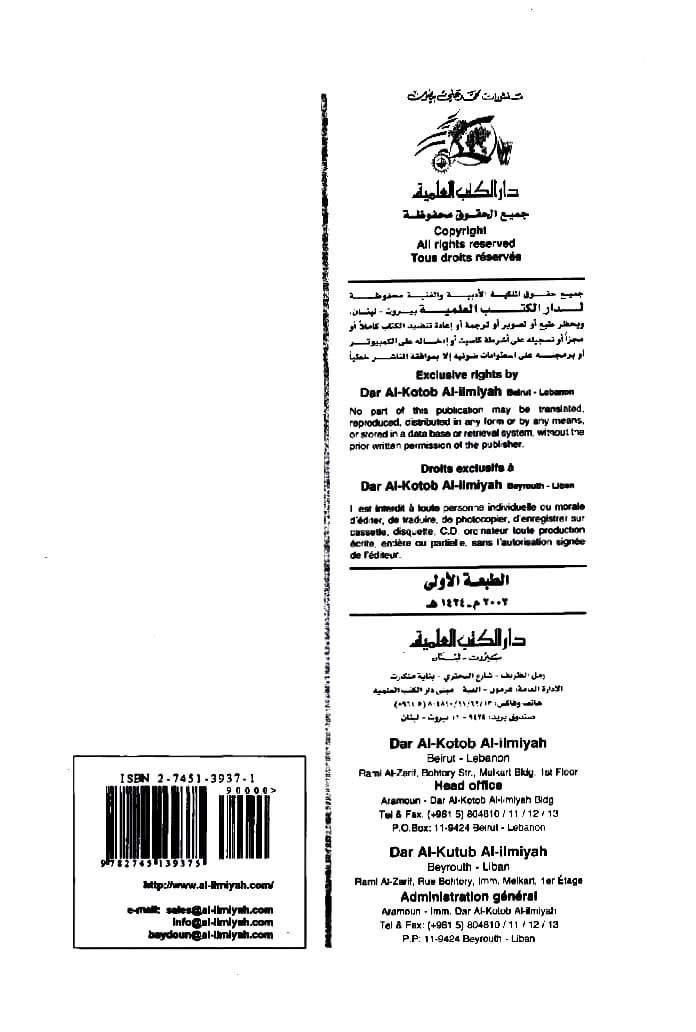 منشورات محمد علي بيضون
دار الكتب العلمية
جميع الحقوق محفوظة
Copyright
All rights reserved
Tous droits réservés
جميع حقوق الملكية الأدبية والفنية محفوظة
لـدار الكتب العلمية بيروت - لبنان.
ويحظر طبع أو تصوير أو ترجمة أو إعادة تنضيد الكتاب كاملاً أو
مجزأ أو تسجيله على أشرطة كاسيت أو إدخاله على الكمبيوتر
أو برمجته على اسطوانات ضوئية إلا بموافقة الناشر خطياً
Exclusive rights by
Dar Al-Kotob Al-ilmiyah Beirut - Lebanon
No part of this publication may be translated,
reproduced, distributed in any form or by any means,
or stored in a data base or retrieval system, without the
prior written permission of the publisher.
Droits exclusifs à
Dar Al-Kotob Al-ilmiyah Beyrouth - Liban
l est interdit à toute personne individuelle ou morale
d'éditer, de traduire, de photocopier, d'enregistrer sur
cassette, disquette, C.D. ordinateur toute production
écrite, entière ou partielle, sans l'autorisation signée
de l'éditeur.
الطبعة الأولى
٢٠٠٣ م ـ ١٤٢٤ هـ
دار الكتب العلمية
بيروت - لبنان
رمل الظريف - شارع البحتري - بناية ملكارت
الإدارة العامة: عرمون - القبة - مبنى دار الكتب العلمية
هاتف وفاكس: ٨٠٤٨١٠/١١/١٢/١٣ (٥ ٩٦١+)
صندوق بريد: ٩٤٢٤ - ١١ بيروت - لبنان
Dar Al-Kotob Al-ilmiyah
Beirut - Lebanon
Raml Al-Zarif, Bohtory Str., Melkart Bldg. 1st Floor
Head office
Aramoun - Dar Al-Kotob Al-ilmiyah Bldg
Tel & Fax. (+961 5) 804810 / 11 / 12 / 13
P.O.Box: 11-9424 Beirut - Lebanon
Dar Al-Kutub Al-ilmiyah
Beyrouth - Liban
Raml Al-Zarif, Rue Bohtory, Imm. Melkart, 1er Étage
Administration général
Aramoun - Imm. Dar Al-Kotob Al-ilmiyah
Tel & Fax: (+961 5) 804810 / 11 / 12 / 13
P.P: 11-9424 Beyrouth - Liban
ISBN 2-7451-3937-1
90000>
9 782745 139375
http://www.al-ilmiyah.com/
e-mail: sales@al-ilmiyah.com
info@al-ilmiyah.com
baydoun@al-ilmiyah.com